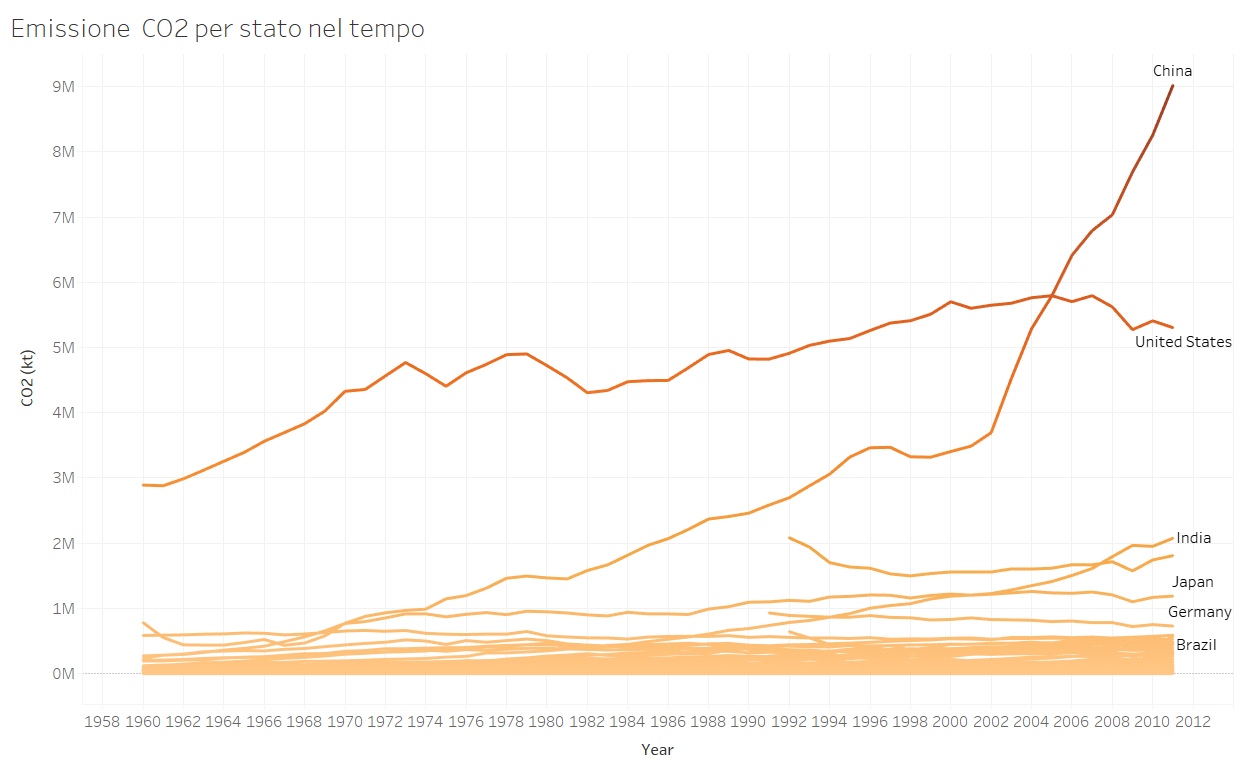 Emissione  CO2 per stato nel tempo
China
9M
8M
7M
6M
5M
United States
CO2 (kt)
4M
3M
2M
India
Japan
1M
Germany
Brazil
0M
1958 1960 1962 1964 1966 1968 1970 1972 1974 1976 1978 1980 1982 1984 1986 1988 1990 1992 1994 1996 1998 2000 2002 2004 2006 2008 2010 2012
Year